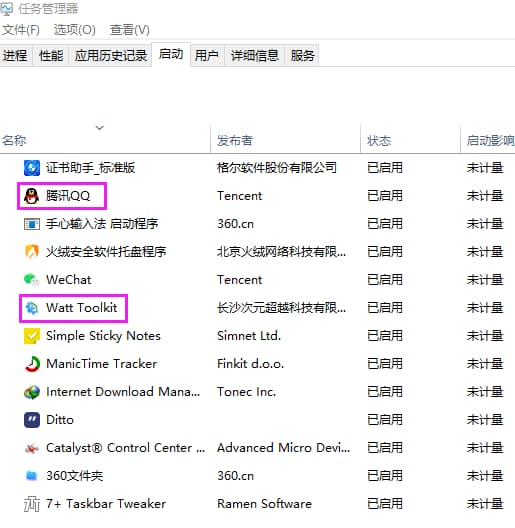 任务管理器
文件(F) 选项(O) 查看(V)
进程 性能 应用历史记录 启动 用户 详细信息 服务
名称 发布者 状态 启动影响
证书助手_标准版 格尔软件股份有限公司 已启用 未计量
腾讯QQ Tencent 已启用 未计量
手心输入法 启动程序 360.cn 已启用 未计量
火绒安全软件托盘程序 北京火绒网络科技有限... 已启用 未计量
WeChat Tencent 已启用 未计量
Watt Toolkit 长沙次元超越科技有限... 已启用 未计量
Simple Sticky Notes Simnet Ltd. 已启用 未计量
ManicTime Tracker Finkit d.o.o. 已启用 未计量
Internet Download Mana... Tonec Inc. 已启用 未计量
Ditto 已启用 未计量
Catalyst® Control Center ... Advanced Micro Devi... 已启用 未计量
360文件夹 360.cn 已启用 未计量
7+ Taskbar Tweaker Ramen Software 已启用 未计量